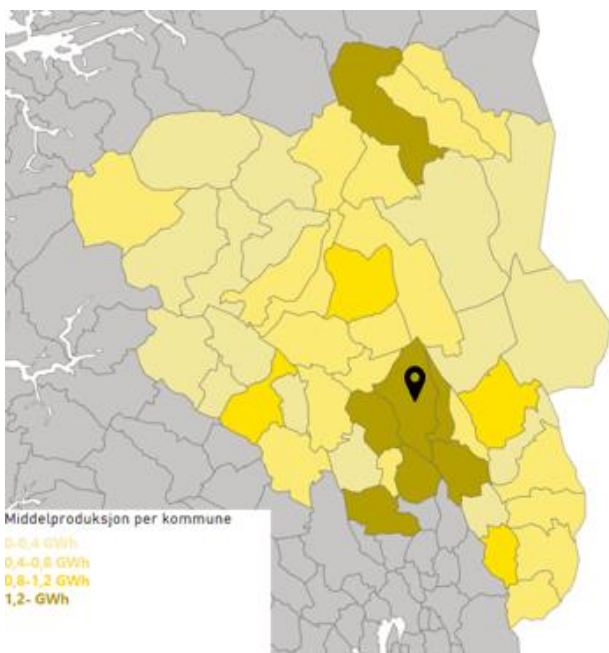 Middelproduksjon per kommune
0-0,4 GWh
0,4-0,8 GWh
0,8-1,2 GWh
1,2- GWh